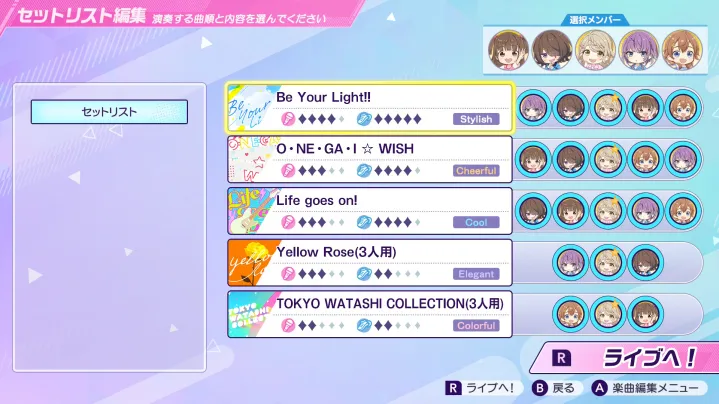 セットリスト編集 演奏する曲順と内容を選んでください
選択メンバー
セットリスト
Be Your Light!!
Stylish
O・NE・GA・I ☆ WISH
Cheerful
Life goes on!
Cool
Yellow Rose(3人用)
Elegant
TOKYO WATASHI COLLECTION(3人用)
Colorful
R ライブへ！
R ライブへ！ B 戻る A 楽曲編集メニュー